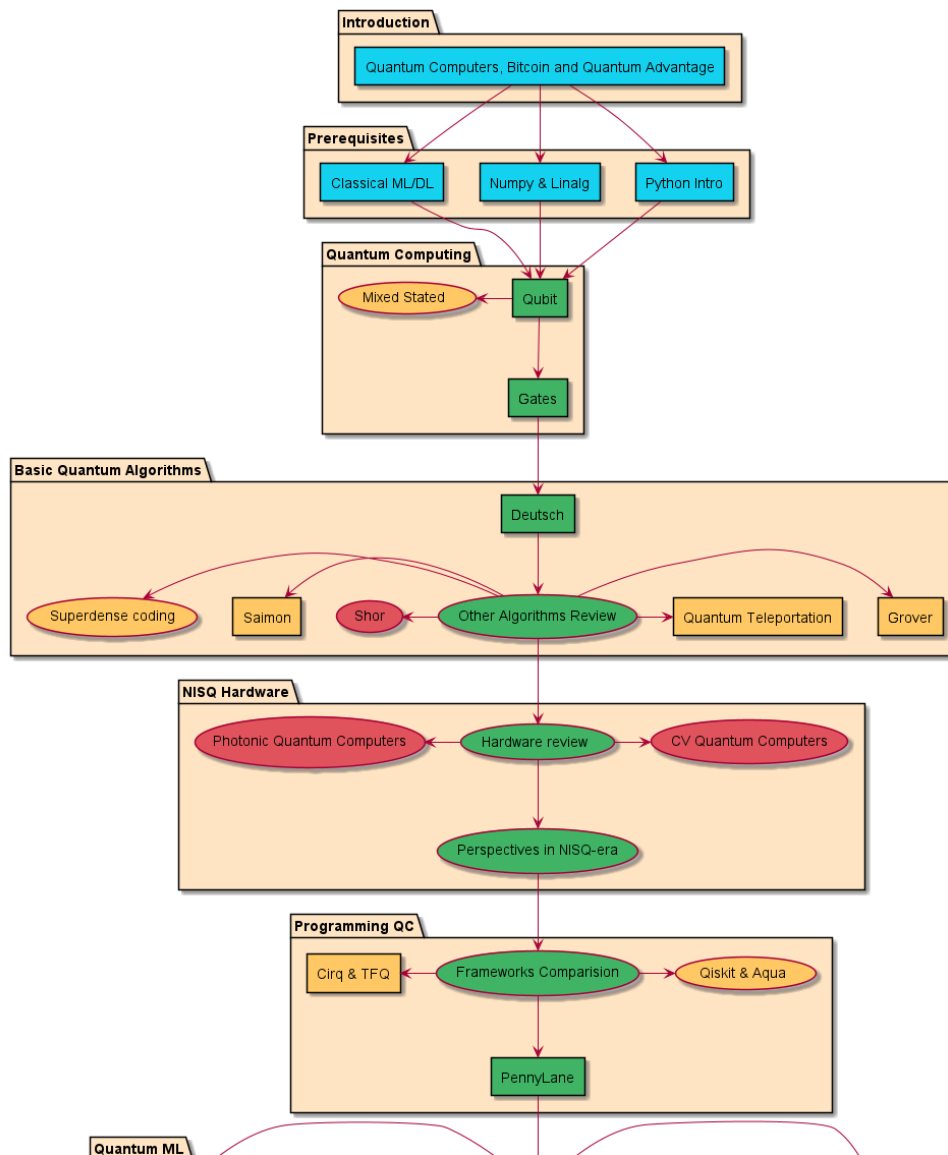 Introduction
Quantum Computers, Bitcoin and Quantum Advantage
Prerequisites
Classical ML/DL
Numpy & Linalg
Python Intro
Quantum Computing
Mixed Stated
Qubit
Gates
Basic Quantum Algorithms
Deutsch
Superdense coding
Saimon
Shor
Other Algorithms Review
Quantum Teleportation
Grover
NISQ Hardware
Photonic Quantum Computers
Hardware review
CV Quantum Computers
Perspectives in NISQ-era
Programming QC
Cirq & TFQ
Frameworks Comparision
Qiskit & Aqua
PennyLane
Quantum ML